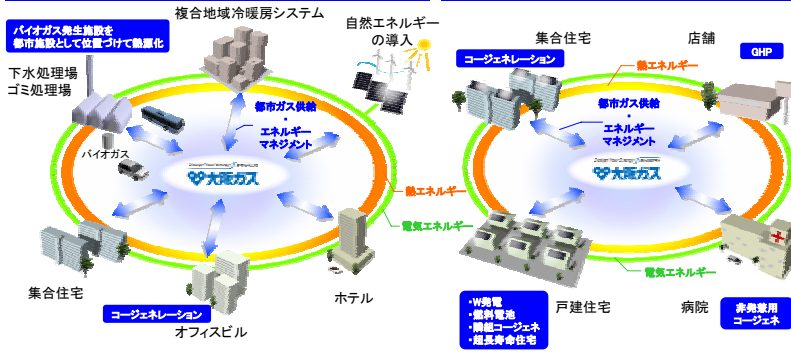 バイオガス発生施設を
都市施設として位置づけて熱源化
複合地域冷暖房システム
自然エネルギー
の導入
下水処理場
ゴミ処理場
バイオガス
都市ガス供給
・
エネルギー
マネジメント
大阪ガス
熱エネルギー
電気エネルギー
集合住宅
コージェネレーション
オフィスビル
ホテル
集合住宅
店舗
コージェネレーション
GHP
熱エネルギー
都市ガス供給
・
エネルギー
マネジメント
大阪ガス
電気エネルギー
・W発電
・燃料電池
・隣組コージェネ
・超長寿命住宅
戸建住宅
病院
非発兼用
コージェネ